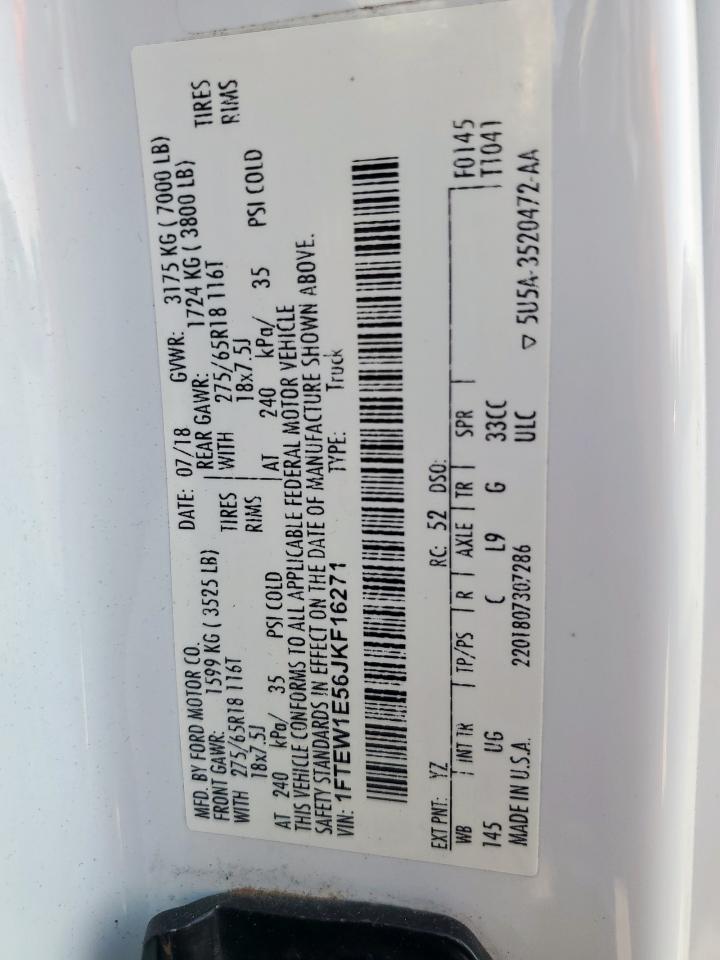 MFD. BY FORD MOTOR CO. DATE: 07/18 GVWR: 3175 KG ( 7000 LB)
FRONT GAWR: 1599 KG ( 3525 LB) REAR GAWR: 1724 KG ( 3800 LB)
WITH 275/65R18 116T TIRES WITH 275/65R18 116T TIRES
18x7.5J RIMS 18x7.5J RIMS
AT 240 kPa/ 35 PSI COLD AT 240 kPa/ 35 PSI COLD
THIS VEHICLE CONFORMS TO ALL APPLICABLE FEDERAL MOTOR VEHICLE
SAFETY STANDARDS IN EFFECT ON THE DATE OF MANUFACTURE SHOWN ABOVE.
VIN: 1FTEW1E56JKF16271 TYPE: Truck
EXT PNT: YZ RC: 52 DSO: F0145
WB INT TR TP/PS R AXLE TR SPR T1041
145 UG C L9 G 33CC
MADE IN U.S.A. 2201807307286 ULC
▽ 5U5A-3520472-AA